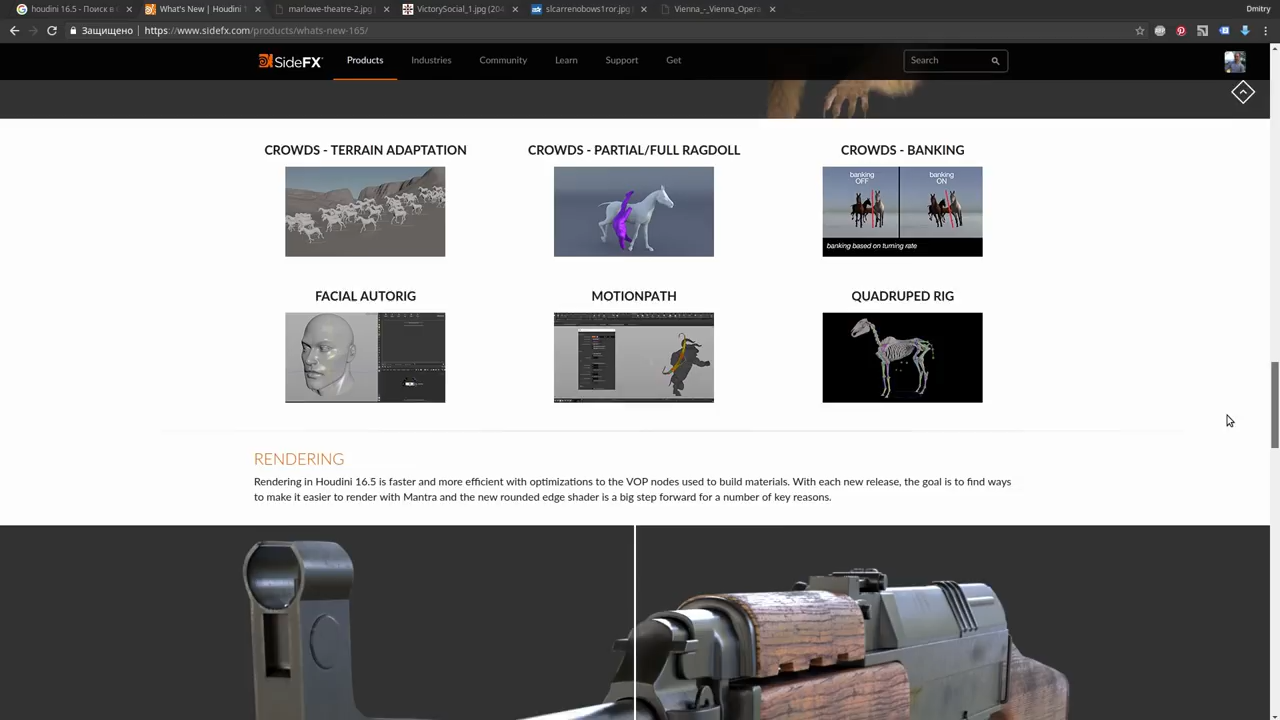 houdini 16.5 - Поиск в G
What's New | Houdini 1
marlowe-theatre-2.jpg (
VictorySocial_1.jpg (204
slcarrenobows1ror.jpg (
Vienna_-_Vienna_Opera_
Dmitry
Защищено
https://www.sidefx.com/products/whats-new-165/
SideFX
Products
Industries
Community
Learn
Support
Get
Search
CROWDS - TERRAIN ADAPTATION
CROWDS - PARTIAL/FULL RAGDOLL
CROWDS - BANKING
banking
OFF
banking
ON
banking based on turning rate
FACIAL AUTORIG
MOTIONPATH
QUADRUPED RIG
RENDERING
Rendering in Houdini 16.5 is faster and more efficient with optimizations to the VOP nodes used to build materials. With each new release, the goal is to find ways
to make it easier to render with Mantra and the new rounded edge shader is a big step forward for a number of key reasons.